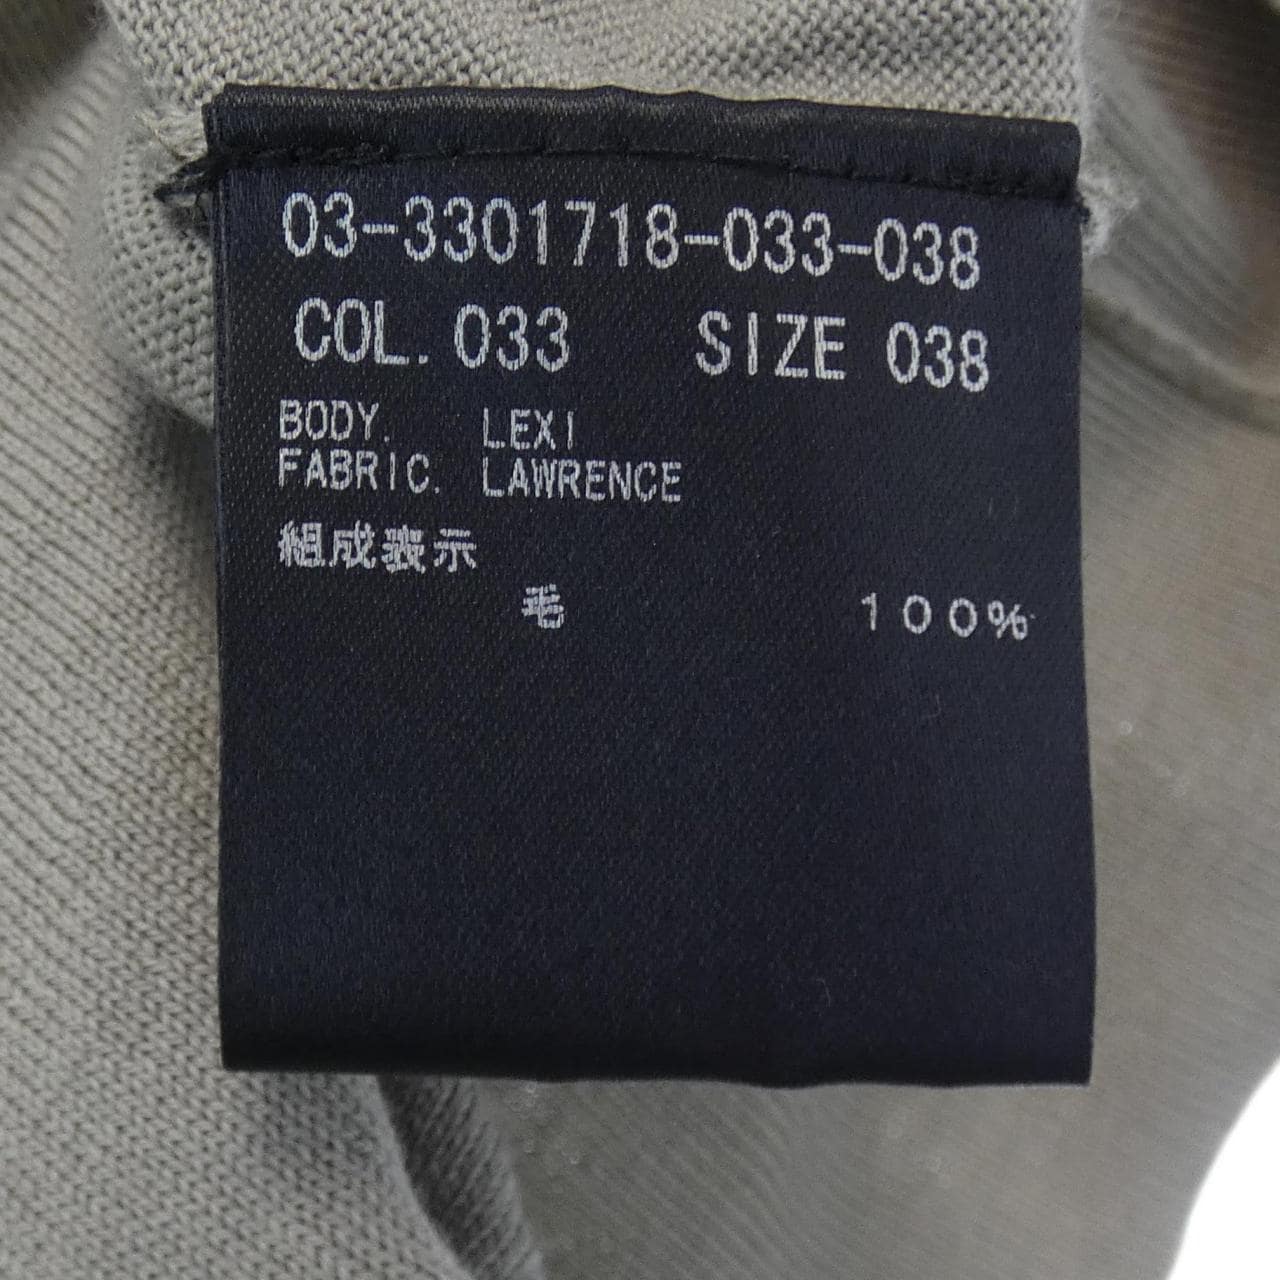 03-3301718-033-038
COL. 033 SIZE 038
BODY. LEXI
FABRIC. LAWRENCE
組成表示
毛 100%